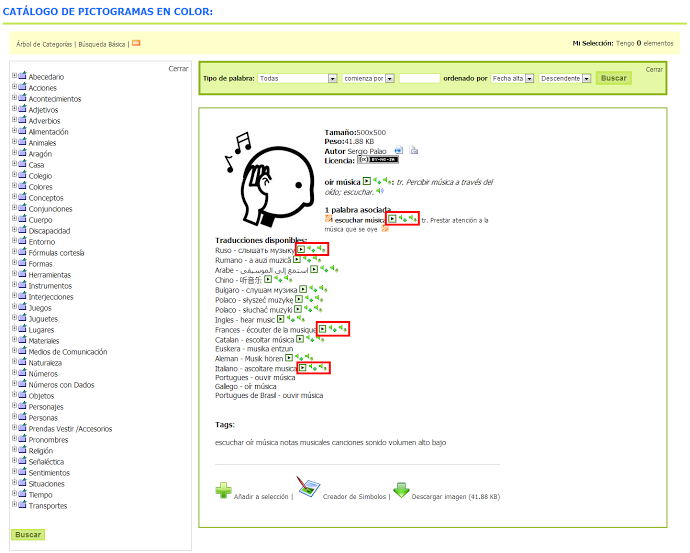 CATÁLOGO DE PICTOGRAMAS EN COLOR:
Árbol de Categorías | Búsqueda Básica |
Mi Selección: Tengo 0 elementos
Cerrar
Abecedario
Acciones
Acontecimientos
Adjetivos
Adverbios
Alimentación
Animales
Aragón
Casa
Colegio
Colores
Conceptos
Conjunciones
Cuerpo
Discapacidad
Entorno
Fórmulas cortesía
Formas
Herramientas
Instrumentos
Interjecciones
Juegos
Juguetes
Lugares
Materiales
Medios de Comunicación
Naturaleza
Números
Números con Dados
Objetos
Personajes
Personas
Prendas Vestir /Accesorios
Pronombres
Religión
Señaléctica
Sentimientos
Situaciones
Tiempo
Transportes
Buscar
Cerrar
Tipo de palabra: Todas comienza por ordenado por Fecha alta Descendente Buscar
Tamaño:500x500
Peso:41.88 KB
Autor Sergio Palao
Licencia: BY-NC-SA
oír música : tr. Percibir música a través del
oído; escuchar.
1 palabra asociada
escuchar música tr. Prestar atención a la
música que se oye
Traducciones disponibles:
Ruso - слышать музыку
Rumano - a auzi muzică
Arabe - استمع إلى الموسيقى
Chino - 听音乐
Bulgaro - слушам музика
Polaco - słyszeć muzykę
Polaco - słuchać muzyki
Ingles - hear music
Frances - écouter de la musique
Catalan - escoltar música
Euskera - musika entzun
Aleman - Musik hören
Italiano - ascoltare musica
Portugues - ouvir música
Gallego - oír música
Portugues de Brasil - ouvir música
Tags:
escuchar oír música notas musicales canciones sonido volumen alto bajo
Añadir a selección | Creador de Simbolos | Descargar imagen (41.88 KB)